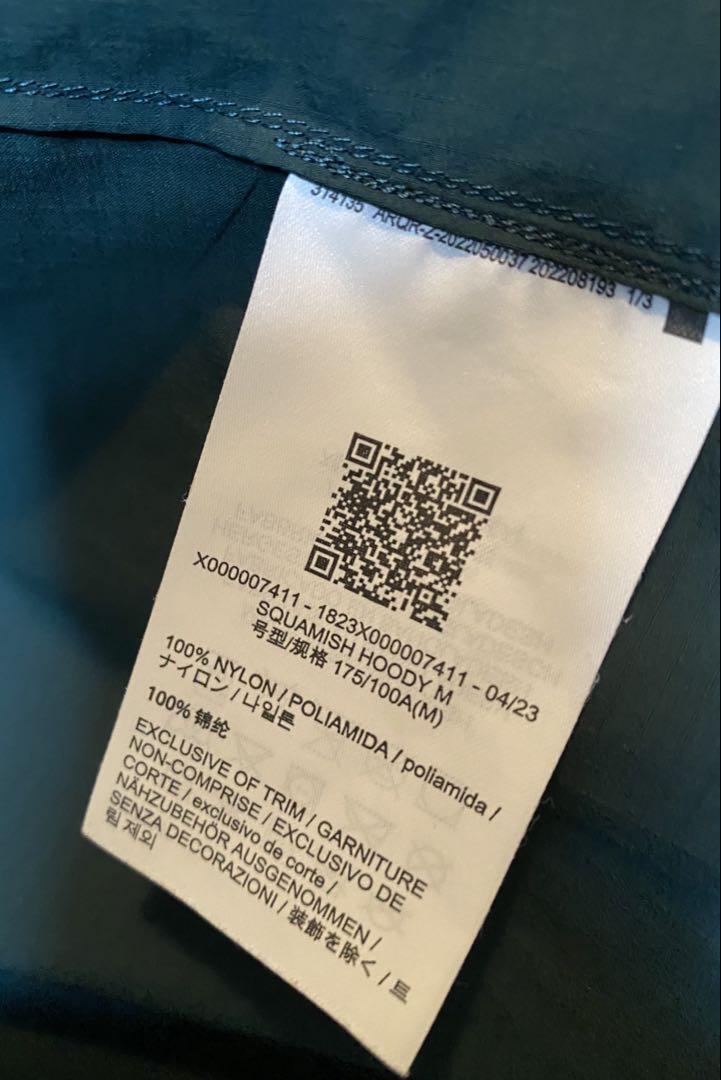 314135 ARQR-Z-2022050037 202208193 1/3
X000007411 - 1823X000007411 - 04/23
SQUAMISH HOODY M
号型/规格 175/100A(M)
100% NYLON / POLIAMIDA / poliamida /
ナイロン / 나일론
100% 锦纶
EXCLUSIVE OF TRIM / GARNITURE
NON-COMPRISE / EXCLUSIVO DE
CORTE / exclusivo de corte /
NÄHZUBEHÖR AUSGENOMMEN /
SENZA DECORAZIONI / 装飾を除く / 트
림 제외